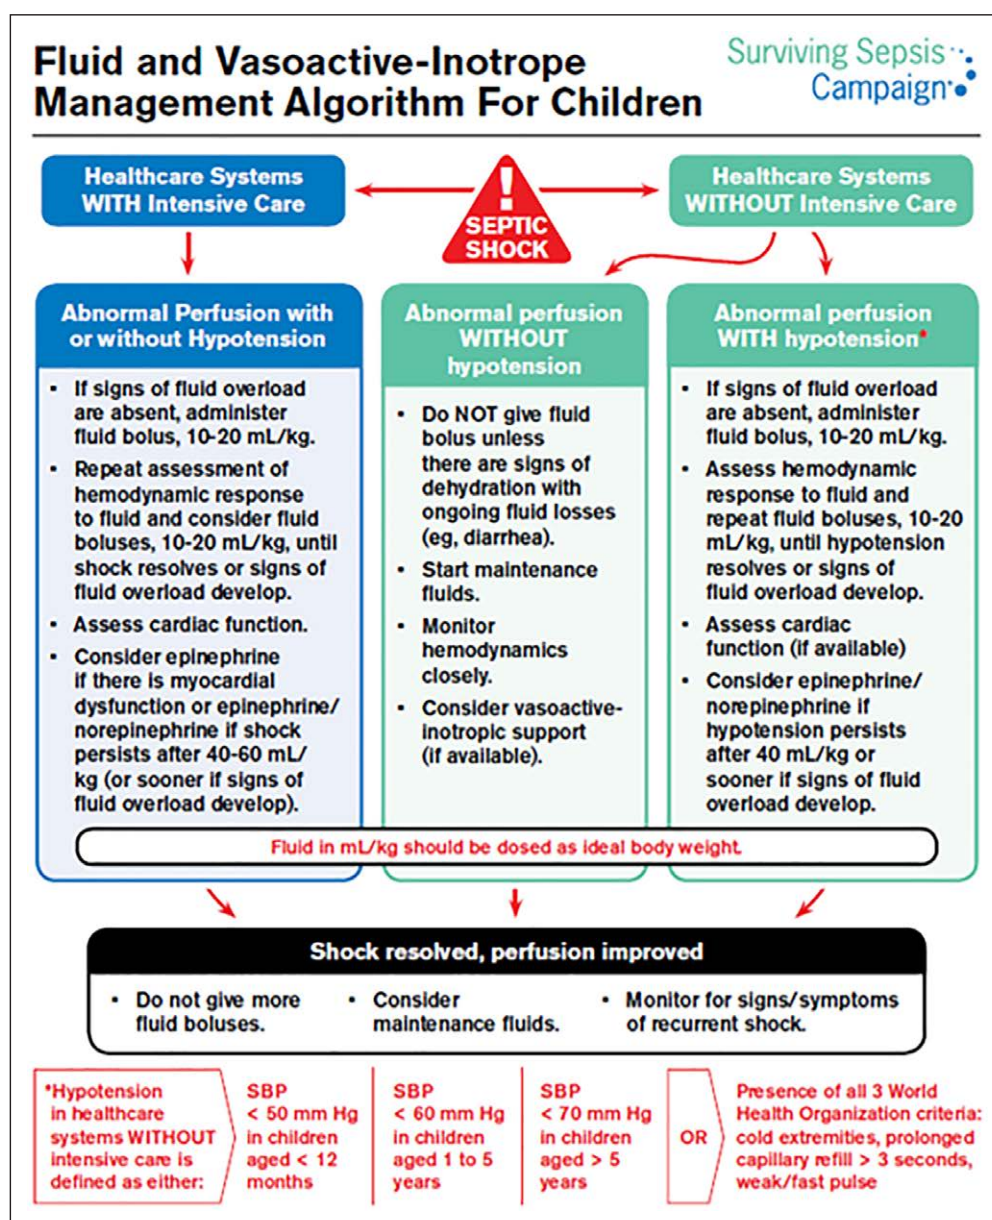 Fluid and Vasoactive-Inotrope
Management Algorithm For Children
Surviving Sepsis
Campaign
Healthcare Systems
WITH Intensive Care
!
SEPTIC
SHOCK
Healthcare Systems
WITHOUT Intensive Care
Abnormal Perfusion with
or without Hypotension
• If signs of fluid overload
are absent, administer
fluid bolus, 10-20 mL/kg.
• Repeat assessment of
hemodynamic response
to fluid and consider fluid
boluses, 10-20 mL/kg, until
shock resolves or signs of
fluid overload develop.
• Assess cardiac function.
• Consider epinephrine
if there is myocardial
dysfunction or epinephrine/
norepinephrine if shock
persists after 40-60 mL/
kg (or sooner if signs of
fluid overload develop).
Abnormal perfusion
WITHOUT
hypotension
• Do NOT give fluid
bolus unless
there are signs of
dehydration with
ongoing fluid losses
(eg, diarrhea).
• Start maintenance
fluids.
• Monitor
hemodynamics
closely.
• Consider vasoactive-
inotropic support
(if available).
Abnormal perfusion
WITH hypotension*
• If signs of fluid overload
are absent, administer
fluid bolus, 10-20 mL/kg.
• Assess hemodynamic
response to fluid and
repeat fluid boluses, 10-20
mL/kg, until hypotension
resolves or signs of
fluid overload develop.
• Assess cardiac
function (if available)
• Consider epinephrine/
norepinephrine if
hypotension persists
after 40 mL/kg or
sooner if signs of fluid
overload develop.
Fluid in mL/kg should be dosed as ideal body weight.
Shock resolved, perfusion improved
• Do not give more
fluid boluses.
• Consider
maintenance fluids.
• Monitor for signs/symptoms
of recurrent shock.
*Hypotension
in healthcare
systems WITHOUT
intensive care is
defined as either:
SBP
< 50 mm Hg
in children
aged < 12
months
SBP
< 60 mm Hg
in children
aged 1 to 5
years
SBP
< 70 mm Hg
in children
aged > 5
years
OR
Presence of all 3 World
Health Organization criteria:
cold extremities, prolonged
capillary refill > 3 seconds,
weak/fast pulse